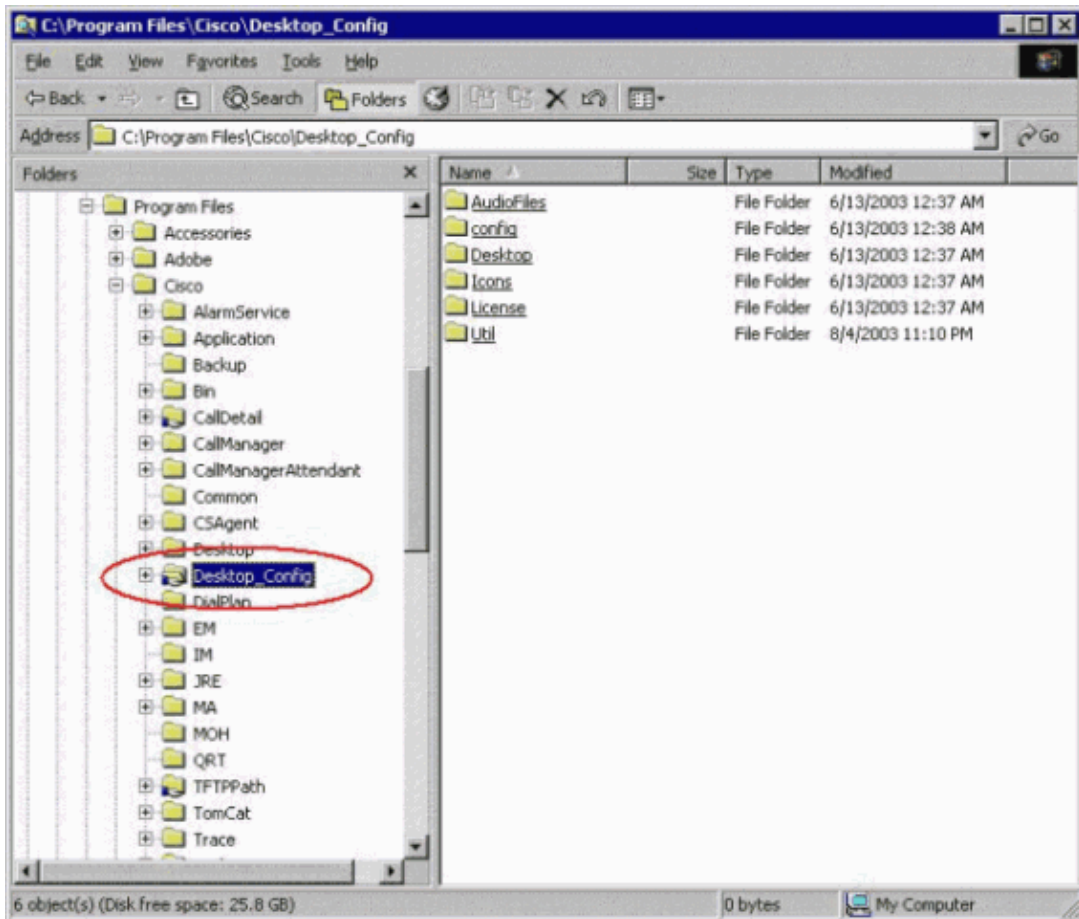 C:\Program Files\Cisco\Desktop_Config
File Edit View Favorites Tools Help
Back Search Folders
Address C:\Program Files\Cisco\Desktop_Config Go
Folders
Program Files
Accessories
Adobe
Cisco
AlarmService
Application
Backup
Bin
CallDetail
CallManager
CallManagerAttendant
Common
CSAgent
Desktop
Desktop_Config
DialPlan
EM
IM
JRE
MA
MOH
QRT
TFTPPath
TomCat
Trace
Name Size Type Modified
AudioFiles File Folder 6/13/2003 12:37 AM
config File Folder 6/13/2003 12:38 AM
Desktop File Folder 6/13/2003 12:37 AM
Icons File Folder 6/13/2003 12:37 AM
License File Folder 6/13/2003 12:37 AM
Util File Folder 8/4/2003 11:10 PM
6 object(s) (Disk free space: 25.8 GB) 0 bytes My Computer